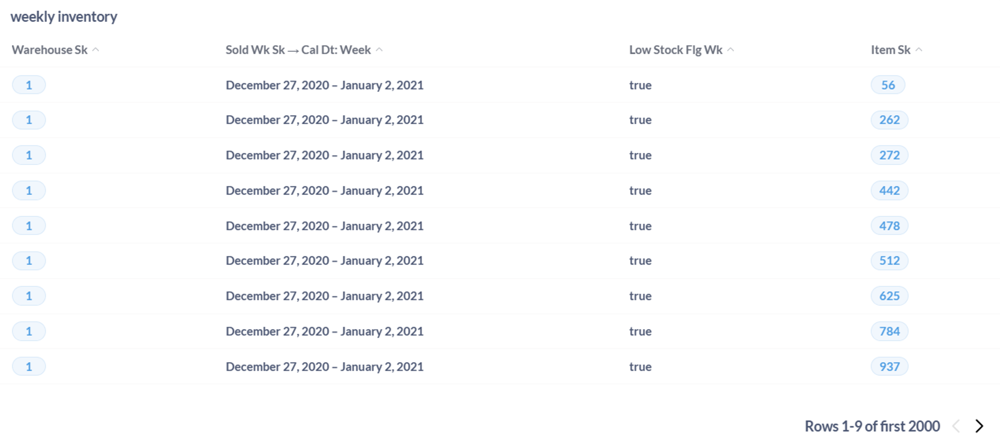 weekly inventory
Warehouse Sk Sold Wk Sk → Cal Dt: Week Low Stock Flg Wk Item Sk
1 December 27, 2020 – January 2, 2021 true 56
1 December 27, 2020 – January 2, 2021 true 262
1 December 27, 2020 – January 2, 2021 true 272
1 December 27, 2020 – January 2, 2021 true 442
1 December 27, 2020 – January 2, 2021 true 478
1 December 27, 2020 – January 2, 2021 true 512
1 December 27, 2020 – January 2, 2021 true 625
1 December 27, 2020 – January 2, 2021 true 784
1 December 27, 2020 – January 2, 2021 true 937
Rows 1-9 of first 2000